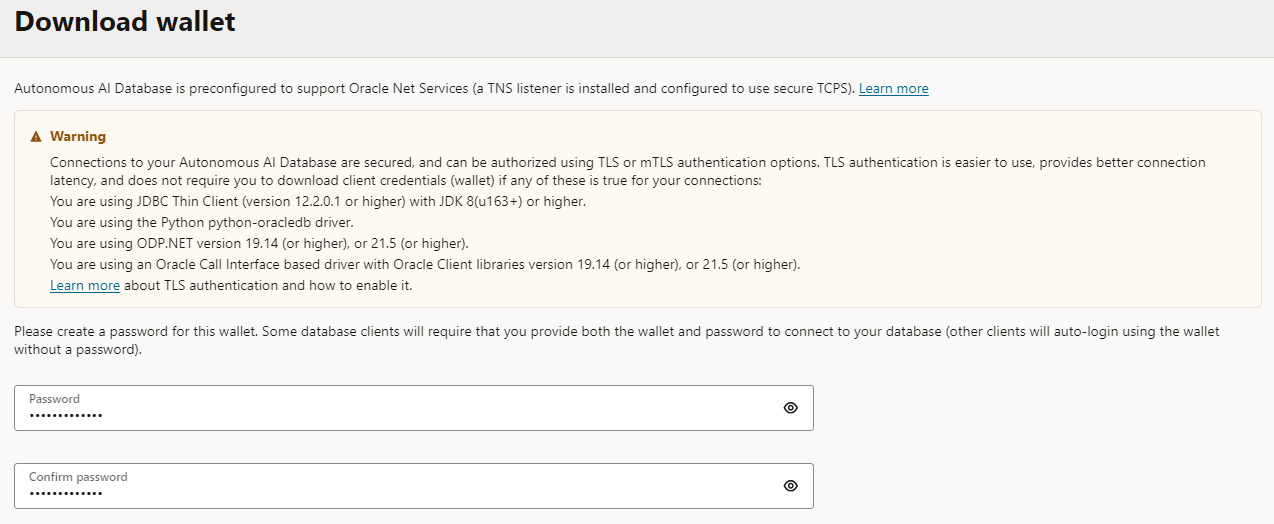 Download wallet
Autonomous AI Database is preconfigured to support Oracle Net Services (a TNS listener is installed and configured to use secure TCPS). Learn more
Warning
Connections to your Autonomous AI Database are secured, and can be authorized using TLS or mTLS authentication options. TLS authentication is easier to use, provides better connection
latency, and does not require you to download client credentials (wallet) if any of these is true for your connections:
You are using JDBC Thin Client (version 12.2.0.1 or higher) with JDK 8(u163+) or higher.
You are using the Python python-oracledb driver.
You are using ODP.NET version 19.14 (or higher), or 21.5 (or higher).
You are using an Oracle Call Interface based driver with Oracle Client libraries version 19.14 (or higher), or 21.5 (or higher).
Learn more about TLS authentication and how to enable it.
Please create a password for this wallet. Some database clients will require that you provide both the wallet and password to connect to your database (other clients will auto-login using the wallet
without a password).
Password
•••••••••••••
Confirm password
•••••••••••••